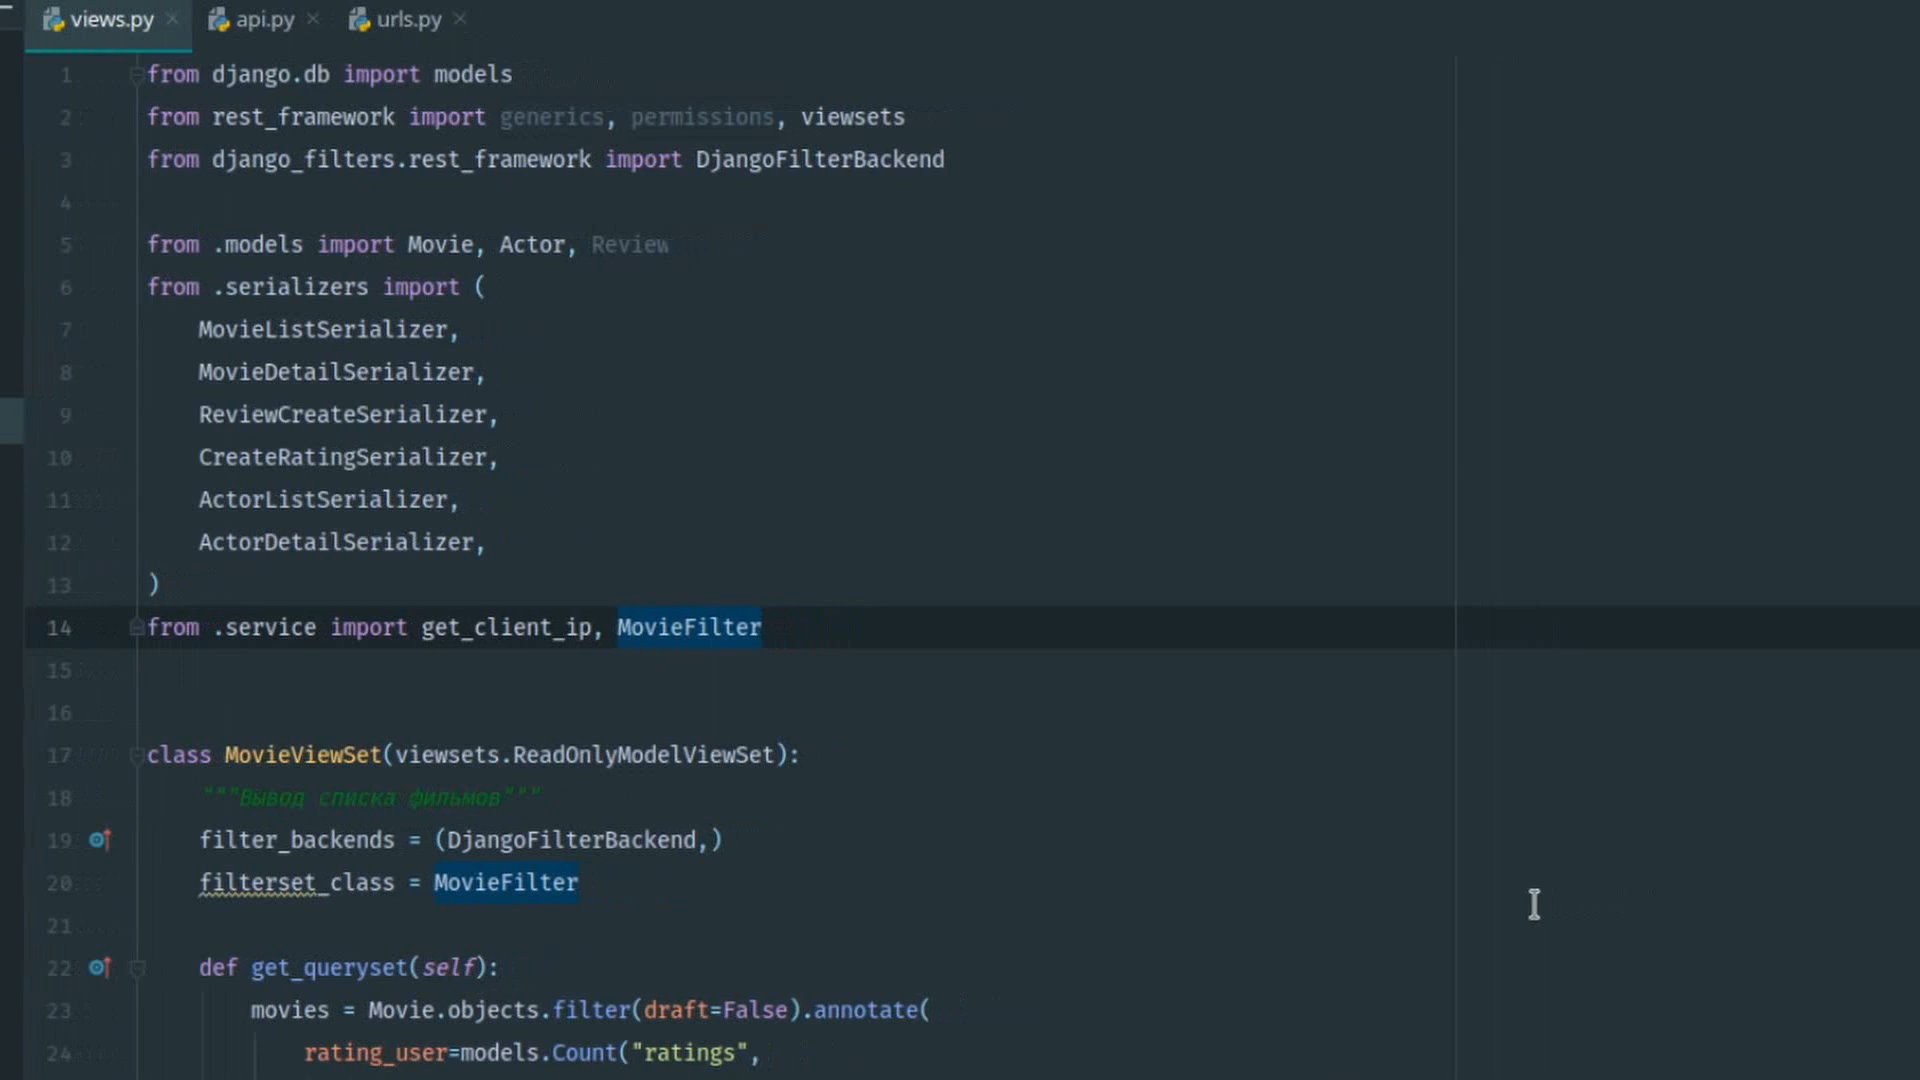 views.py × api.py × urls.py ×
1 from django.db import models
2 from rest_framework import generics, permissions, viewsets
3 from django_filters.rest_framework import DjangoFilterBackend
4
5 from .models import Movie, Actor, Review
6 from .serializers import (
7     MovieListSerializer,
8     MovieDetailSerializer,
9     ReviewCreateSerializer,
10     CreateRatingSerializer,
11     ActorListSerializer,
12     ActorDetailSerializer,
13 )
14 from .service import get_client_ip, MovieFilter
15
16
17 class MovieViewSet(viewsets.ReadOnlyModelViewSet):
18     """Вывод списка фильмов"""
19     filter_backends = (DjangoFilterBackend,)
20     filterset_class = MovieFilter
21
22     def get_queryset(self):
23         movies = Movie.objects.filter(draft=False).annotate(
24             rating_user=models.Count("ratings",